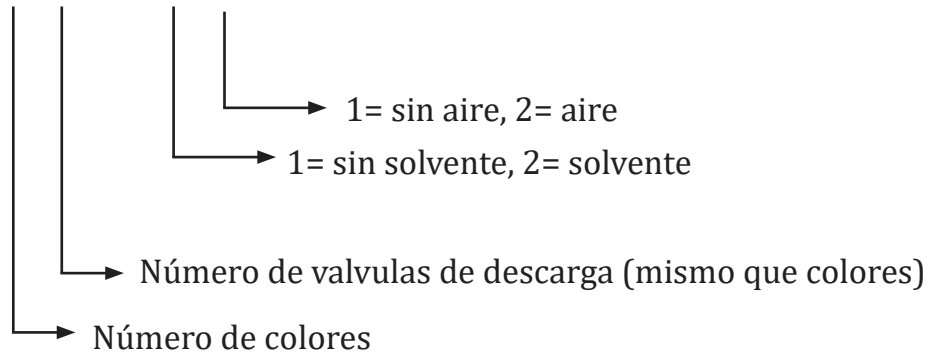 1= sin aire, 2= aire
1= sin solvente, 2= solvente
Número de valvulas de descarga (mismo que colores)
Número de colores